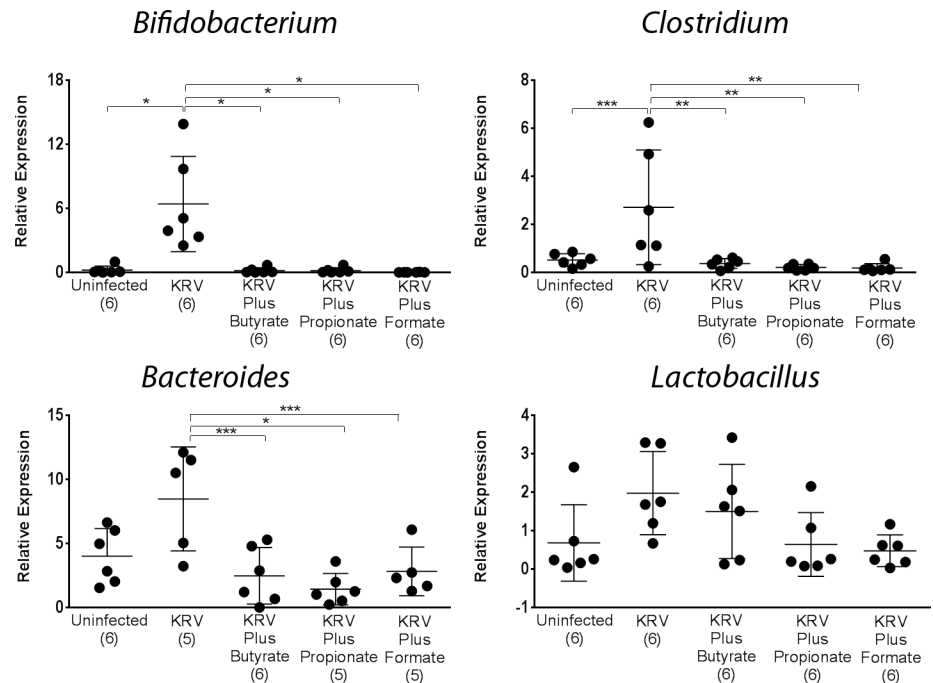 Bifidobacterium
Relative Expression
18
12
6
0
*
*
*
*
Uninfected
(6)
KRV
(6)
KRV
Plus
Butyrate
(6)
KRV
Plus
Propionate
(6)
KRV
Plus
Formate
(6)
Clostridium
Relative Expression
8
6
4
2
0
**
**
***
**
Uninfected
(6)
KRV
(6)
KRV
Plus
Butyrate
(6)
KRV
Plus
Propionate
(6)
KRV
Plus
Formate
(6)
Bacteroides
Relative Expression
15
10
5
0
***
*
***
Uninfected
(6)
KRV
(5)
KRV
Plus
Butyrate
(6)
KRV
Plus
Propionate
(5)
KRV
Plus
Formate
(5)
Lactobacillus
Relative Expression
4
3
2
1
0
-1
Uninfected
(6)
KRV
(6)
KRV
Plus
Butyrate
(6)
KRV
Plus
Propionate
(6)
KRV
Plus
Formate
(6)